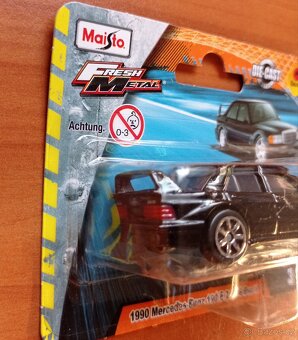 Maisto
FRESH
METAL
DIE-CAST
Achtung.
0-3
1990 Mercedes-Benz 190 E